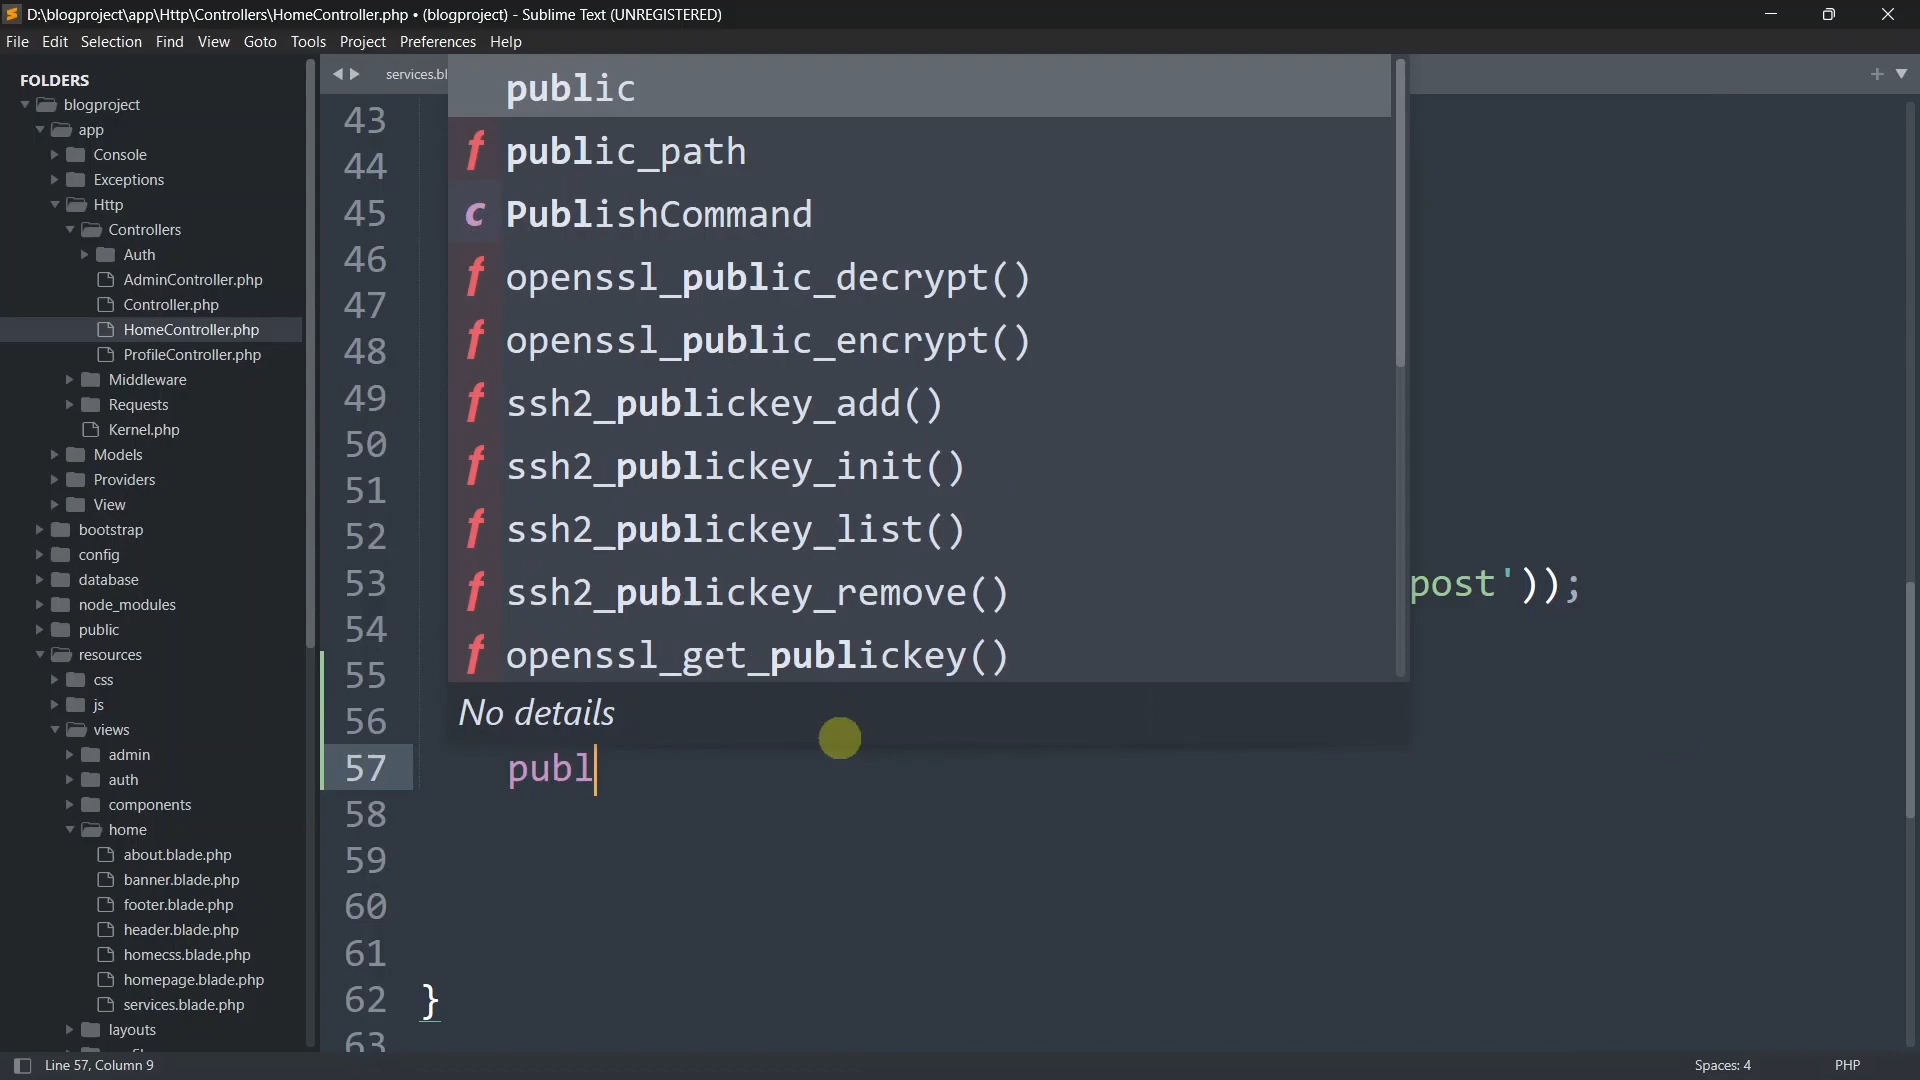 D:\blogproject\app\Http\Controllers\HomeController.php • (blogproject) - Sublime Text (UNREGISTERED)
File Edit Selection Find View Goto Tools Project Preferences Help
FOLDERS
blogproject
app
Console
Exceptions
Http
Controllers
Auth
AdminController.php
Controller.php
HomeController.php
ProfileController.php
Middleware
Requests
Kernel.php
Models
Providers
View
bootstrap
config
database
node_modules
public
resources
css
js
views
admin
auth
components
home
about.blade.php
banner.blade.php
footer.blade.php
header.blade.php
homecss.blade.php
homepage.blade.php
services.blade.php
layouts
services.bl
43
44
45
46
47
48
49
50
51
52
53
54
55
56
57
58
59
60
61
62
63
public
f public_path
c PublishCommand
f openssl_public_decrypt()
f openssl_public_encrypt()
f ssh2_publickey_add()
f ssh2_publickey_init()
f ssh2_publickey_list()
f ssh2_publickey_remove()
f openssl_get_publickey()
No details
post'));
publ
}
Line 57, Column 9
Spaces: 4
PHP